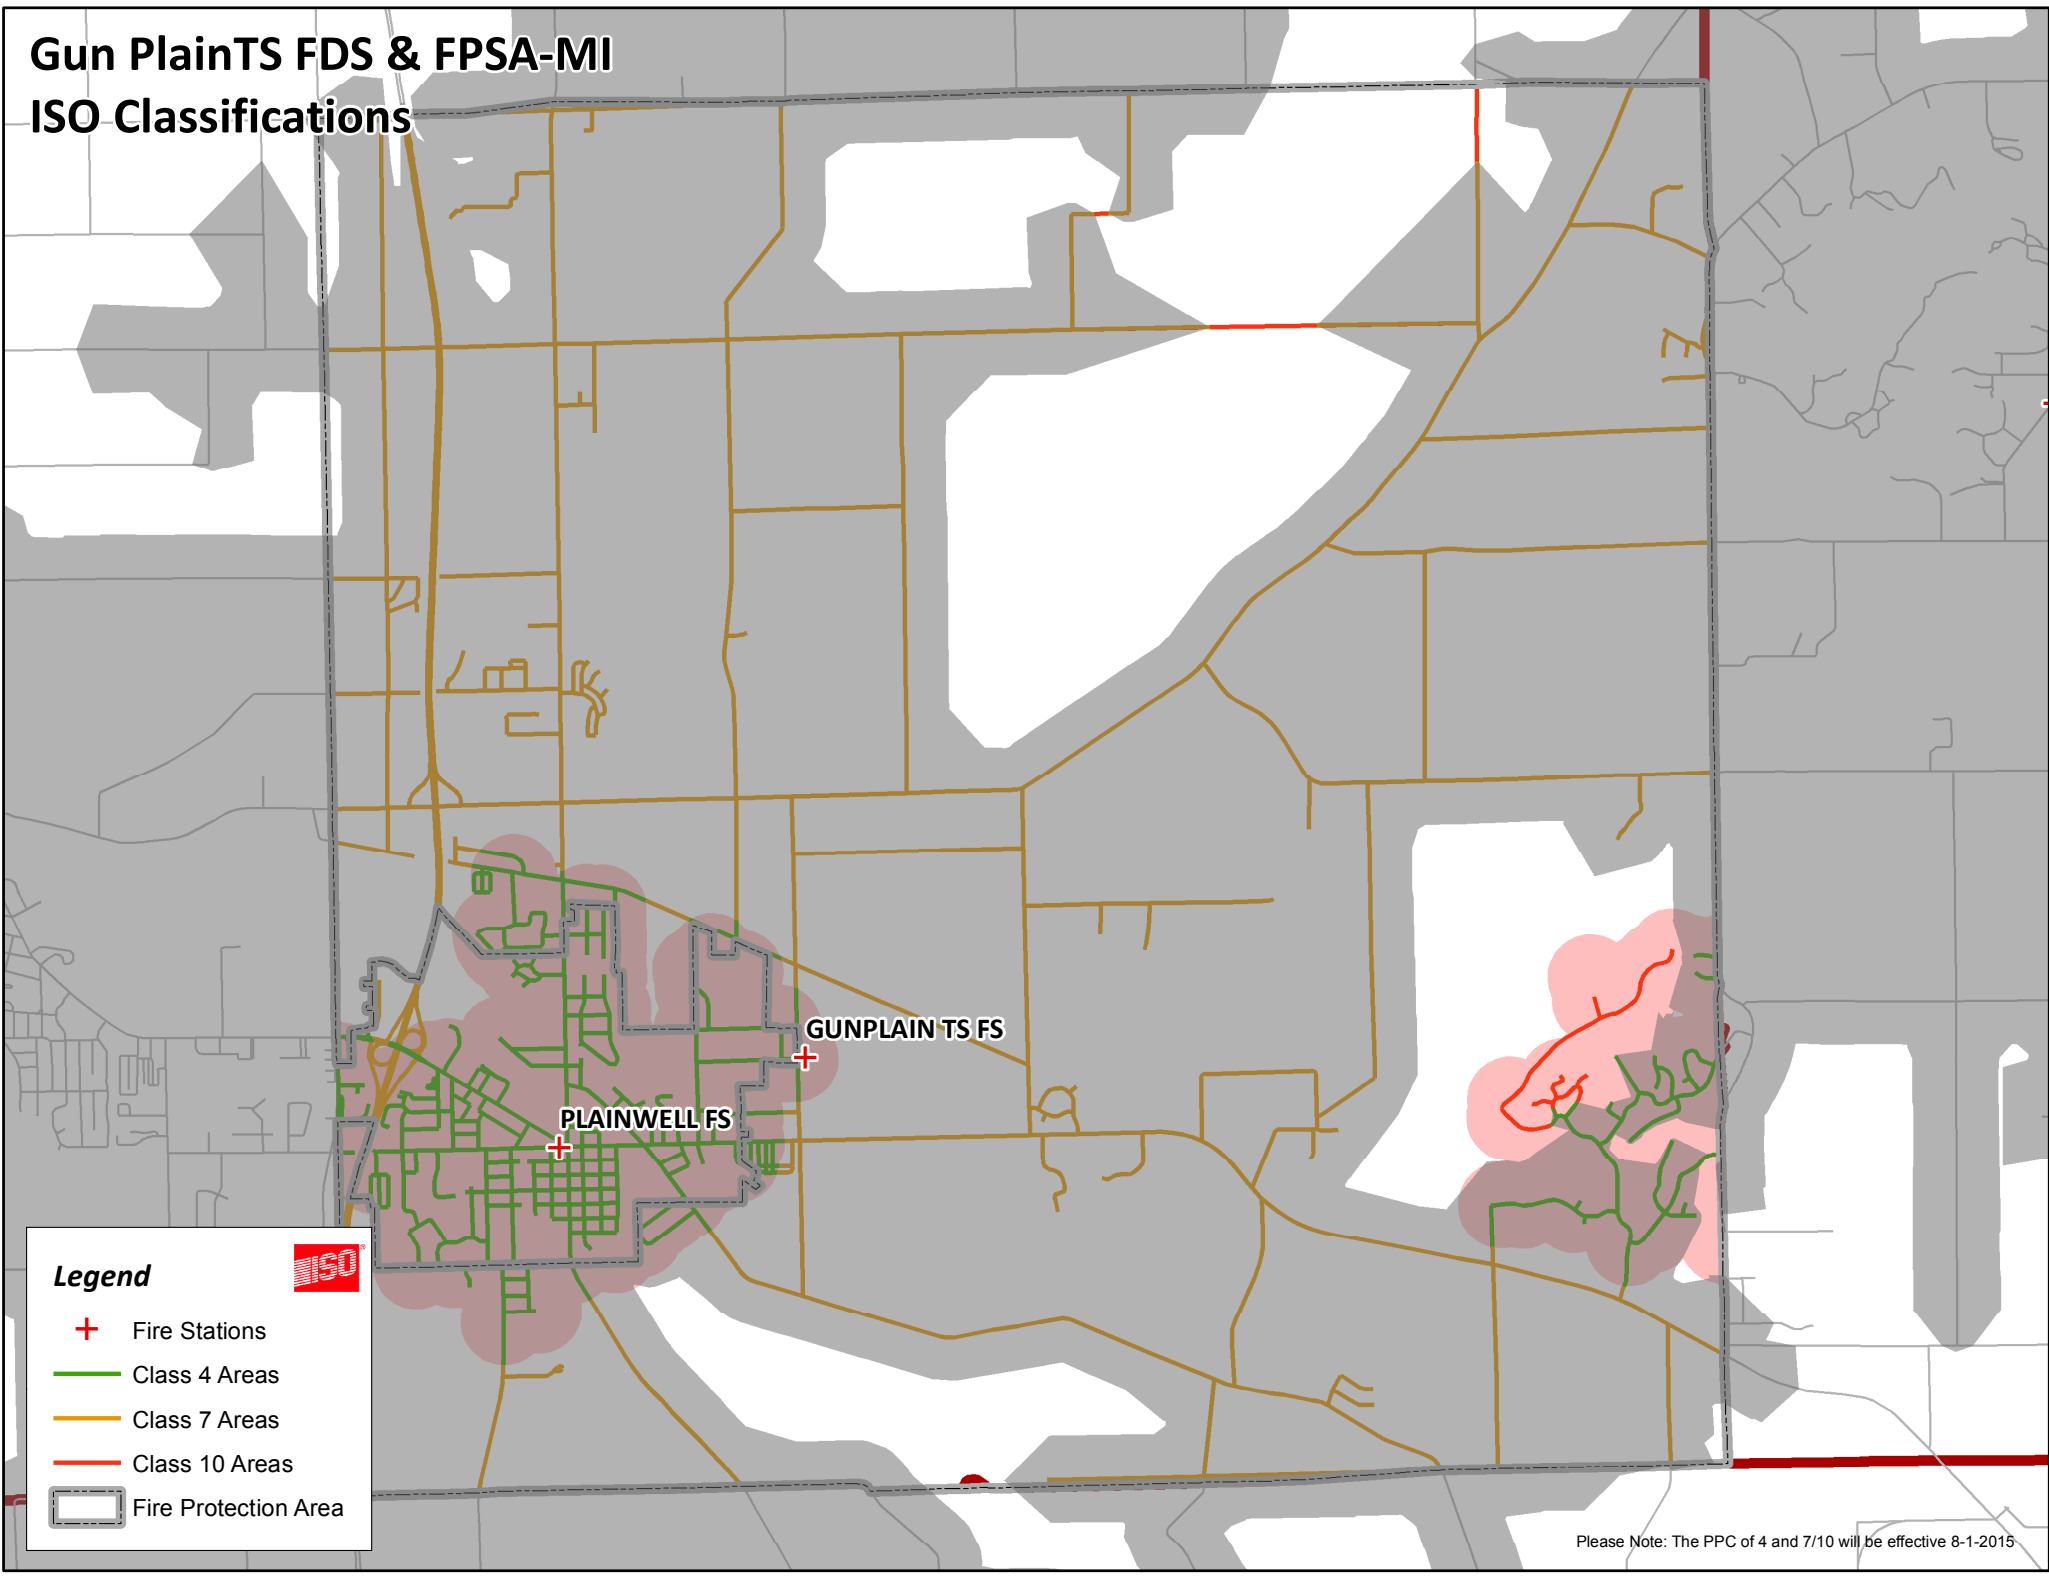 Gun PlainTS FDS & FPSA-MI
ISO Classifications
GUNPLAIN TS FS
PLAINWELL FS
Legend
ISO®
Fire Stations
Class 4 Areas
Class 7 Areas
Class 10 Areas
Fire Protection Area
Please Note: The PPC of 4 and 7/10 will be effective 8-1-2015